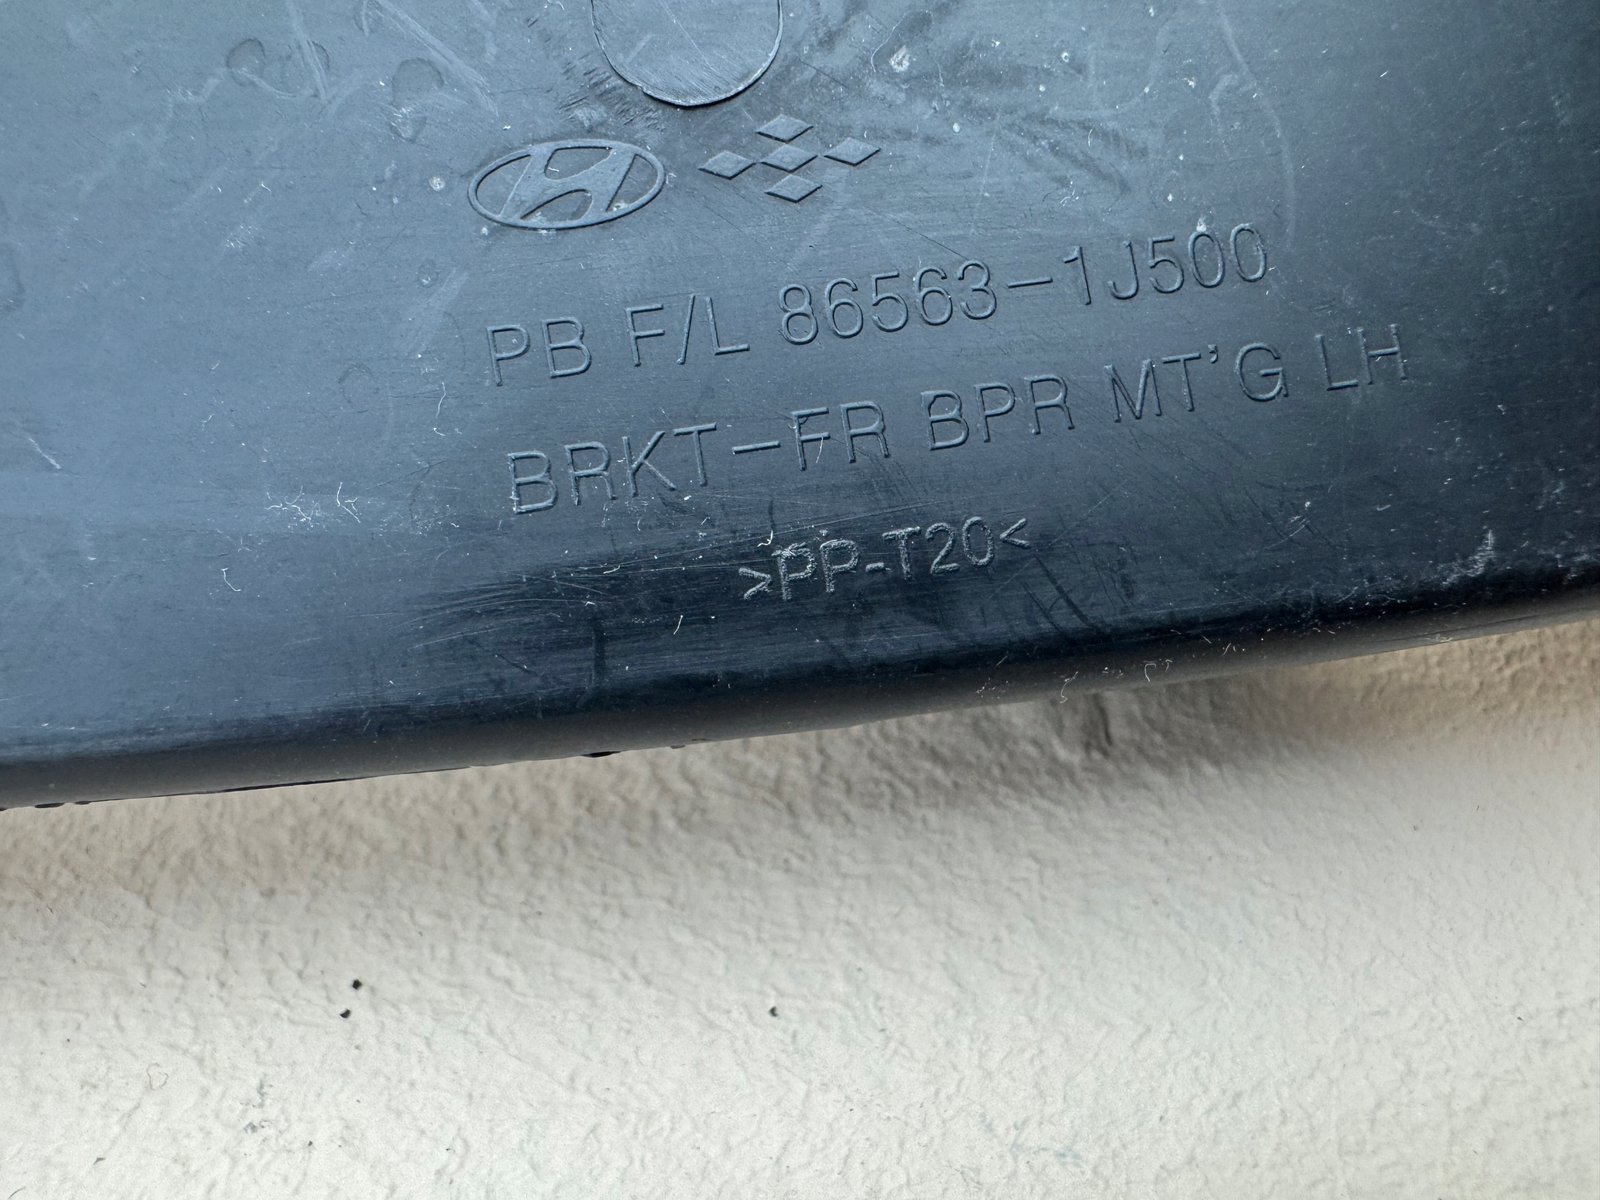 PB F/L 86563-1J500
BRKT-FR BPR MT'G LH
>PP-T20<